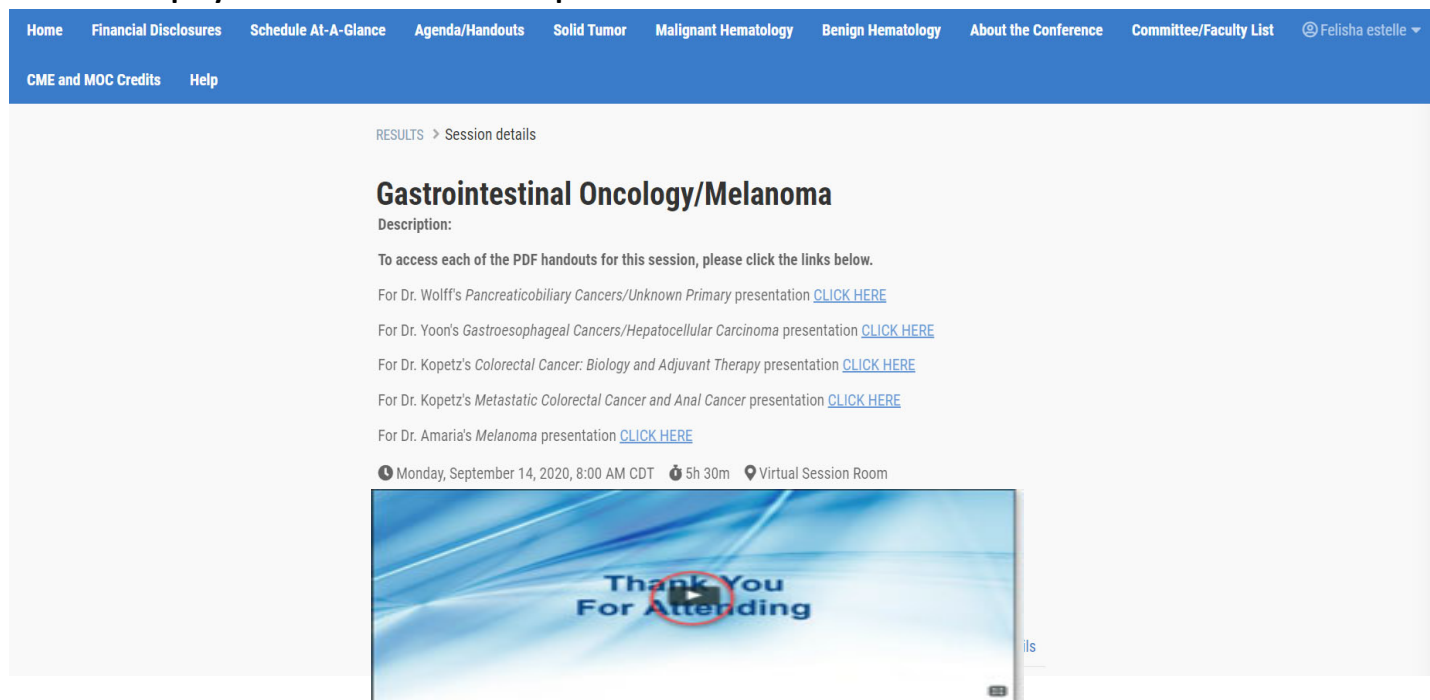 Home Financial Disclosures Schedule At-A-Glance Agenda/Handouts Solid Tumor Malignant Hematology Benign Hematology About the Conference Committee/Faculty List Felisha estelle
CME and MOC Credits Help
RESULTS > Session details
Gastrointestinal Oncology/Melanoma
Description:
To access each of the PDF handouts for this session, please click the links below.
For Dr. Wolff's Pancreaticobiliary Cancers/Unknown Primary presentation CLICK HERE
For Dr. Yoon's Gastroesophageal Cancers/Hepatocellular Carcinoma presentation CLICK HERE
For Dr. Kopetz's Colorectal Cancer: Biology and Adjuvant Therapy presentation CLICK HERE
For Dr. Kopetz's Metastatic Colorectal Cancer and Anal Cancer presentation CLICK HERE
For Dr. Amaria's Melanoma presentation CLICK HERE
Monday, September 14, 2020, 8:00 AM CDT 5h 30m Virtual Session Room
Thank You
For Attending
ils